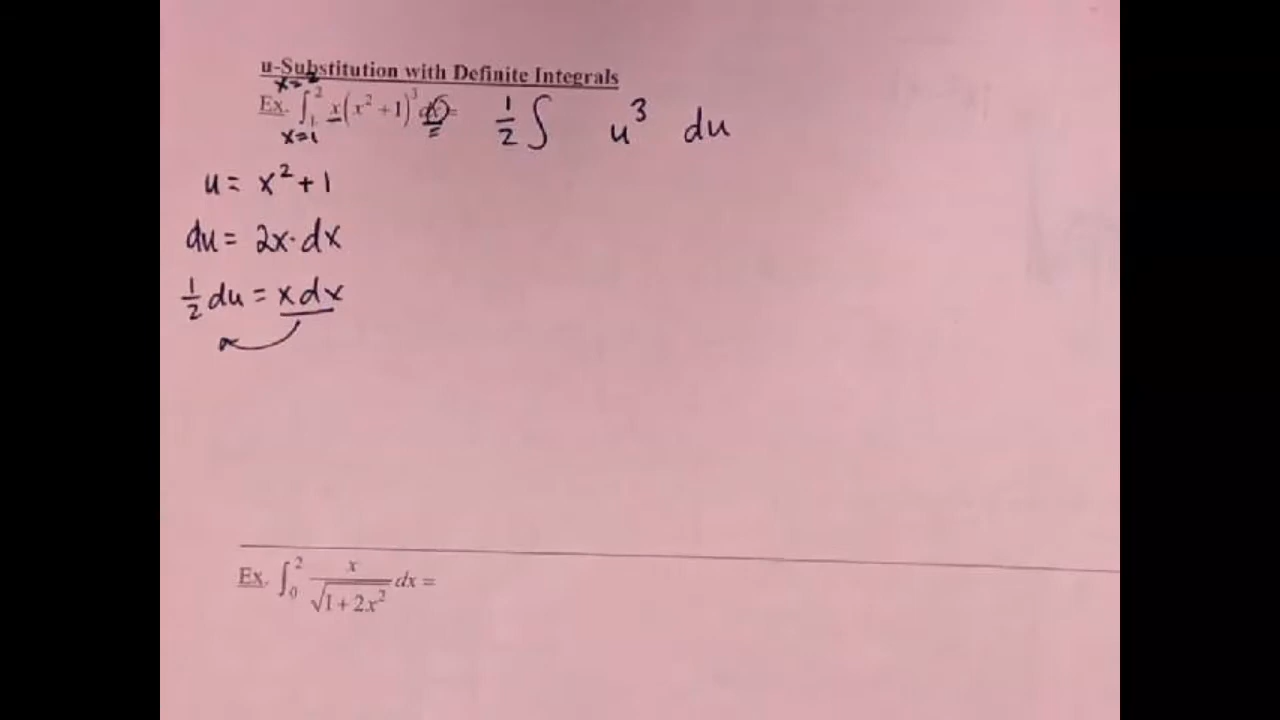 u-Substitution with Definite Integrals
x=2
Ex. ∫₁² x(x² + 1)³ dx = ½ ∫ u³ du
x=1
u = x² + 1
du = 2x·dx
½ du = x dx
Ex. ∫₀² x/√(1 + 2x²) dx =